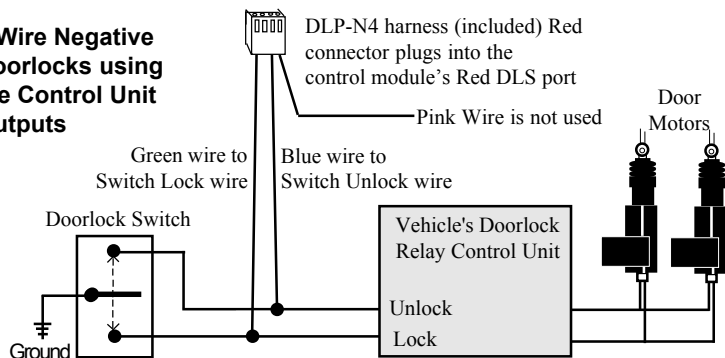 Wire Negative
oorlocks using
e Control Unit
utputs
DLP-N4 harness (included) Red
connector plugs into the
control module's Red DLS port
Pink Wire is not used
Door
Motors
Green wire to
Switch Lock wire
Blue wire to
Switch Unlock wire
Doorlock Switch
Vehicle's Doorlock
Relay Control Unit
Unlock
Lock
Ground